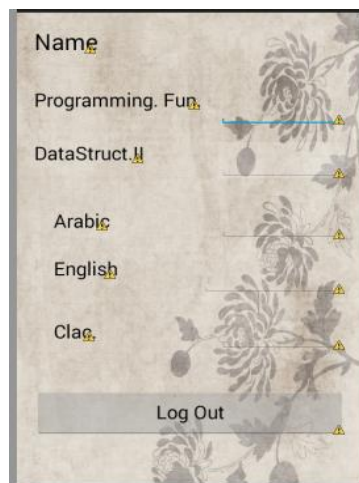 Name
Programming. Fun.
DataStruct.II
Arabic
English
Clac.
Log Out